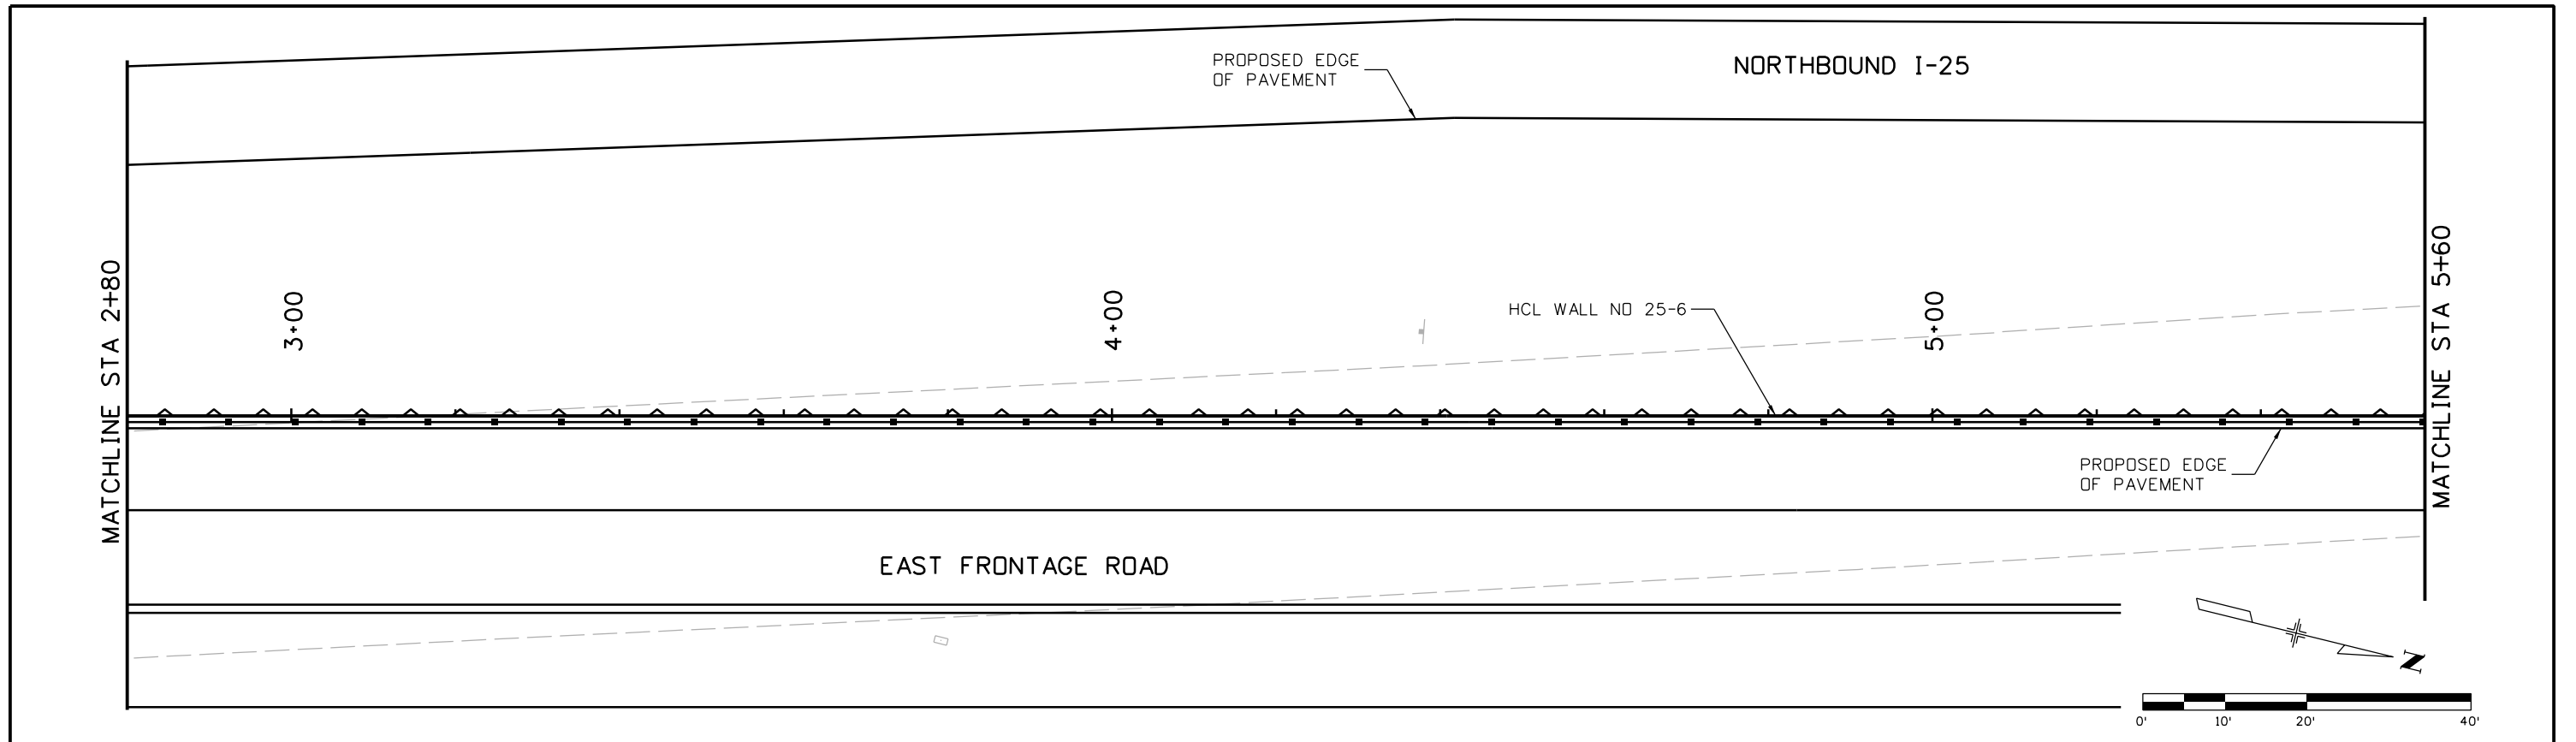 PROPOSED EDGE
OF PAVEMENT
NORTHBOUND I-25
MATCHLINE STA 2+80
3+00
4+00
HCL WALL NO 25-6
5+00
MATCHLINE STA 5+60
PROPOSED EDGE
OF PAVEMENT
EAST FRONTAGE ROAD
N
0' 10' 20' 40'